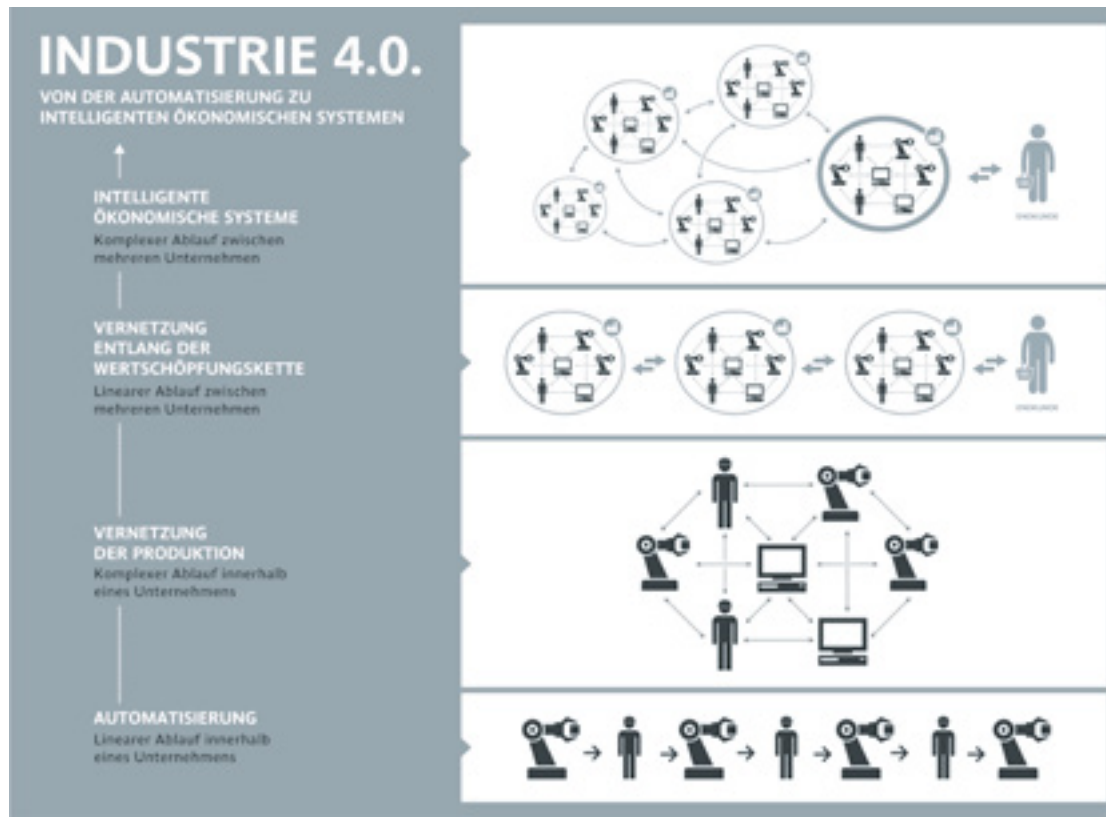 INDUSTRIE 4.0.
VON DER AUTOMATISIERUNG ZU
INTELLIGENTEN ÖKONOMISCHEN SYSTEMEN
INTELLIGENTE
ÖKONOMISCHE SYSTEME
Komplexer Ablauf zwischen
mehreren Unternehmen
ENDKUNDE
VERNETZUNG
ENTLANG DER
WERTSCHÖPFUNGSKETTE
Linearer Ablauf zwischen
mehreren Unternehmen
ENDKUNDE
VERNETZUNG
DER PRODUKTION
Komplexer Ablauf innerhalb
eines Unternehmens
AUTOMATISIERUNG
Linearer Ablauf innerhalb
eines Unternehmens